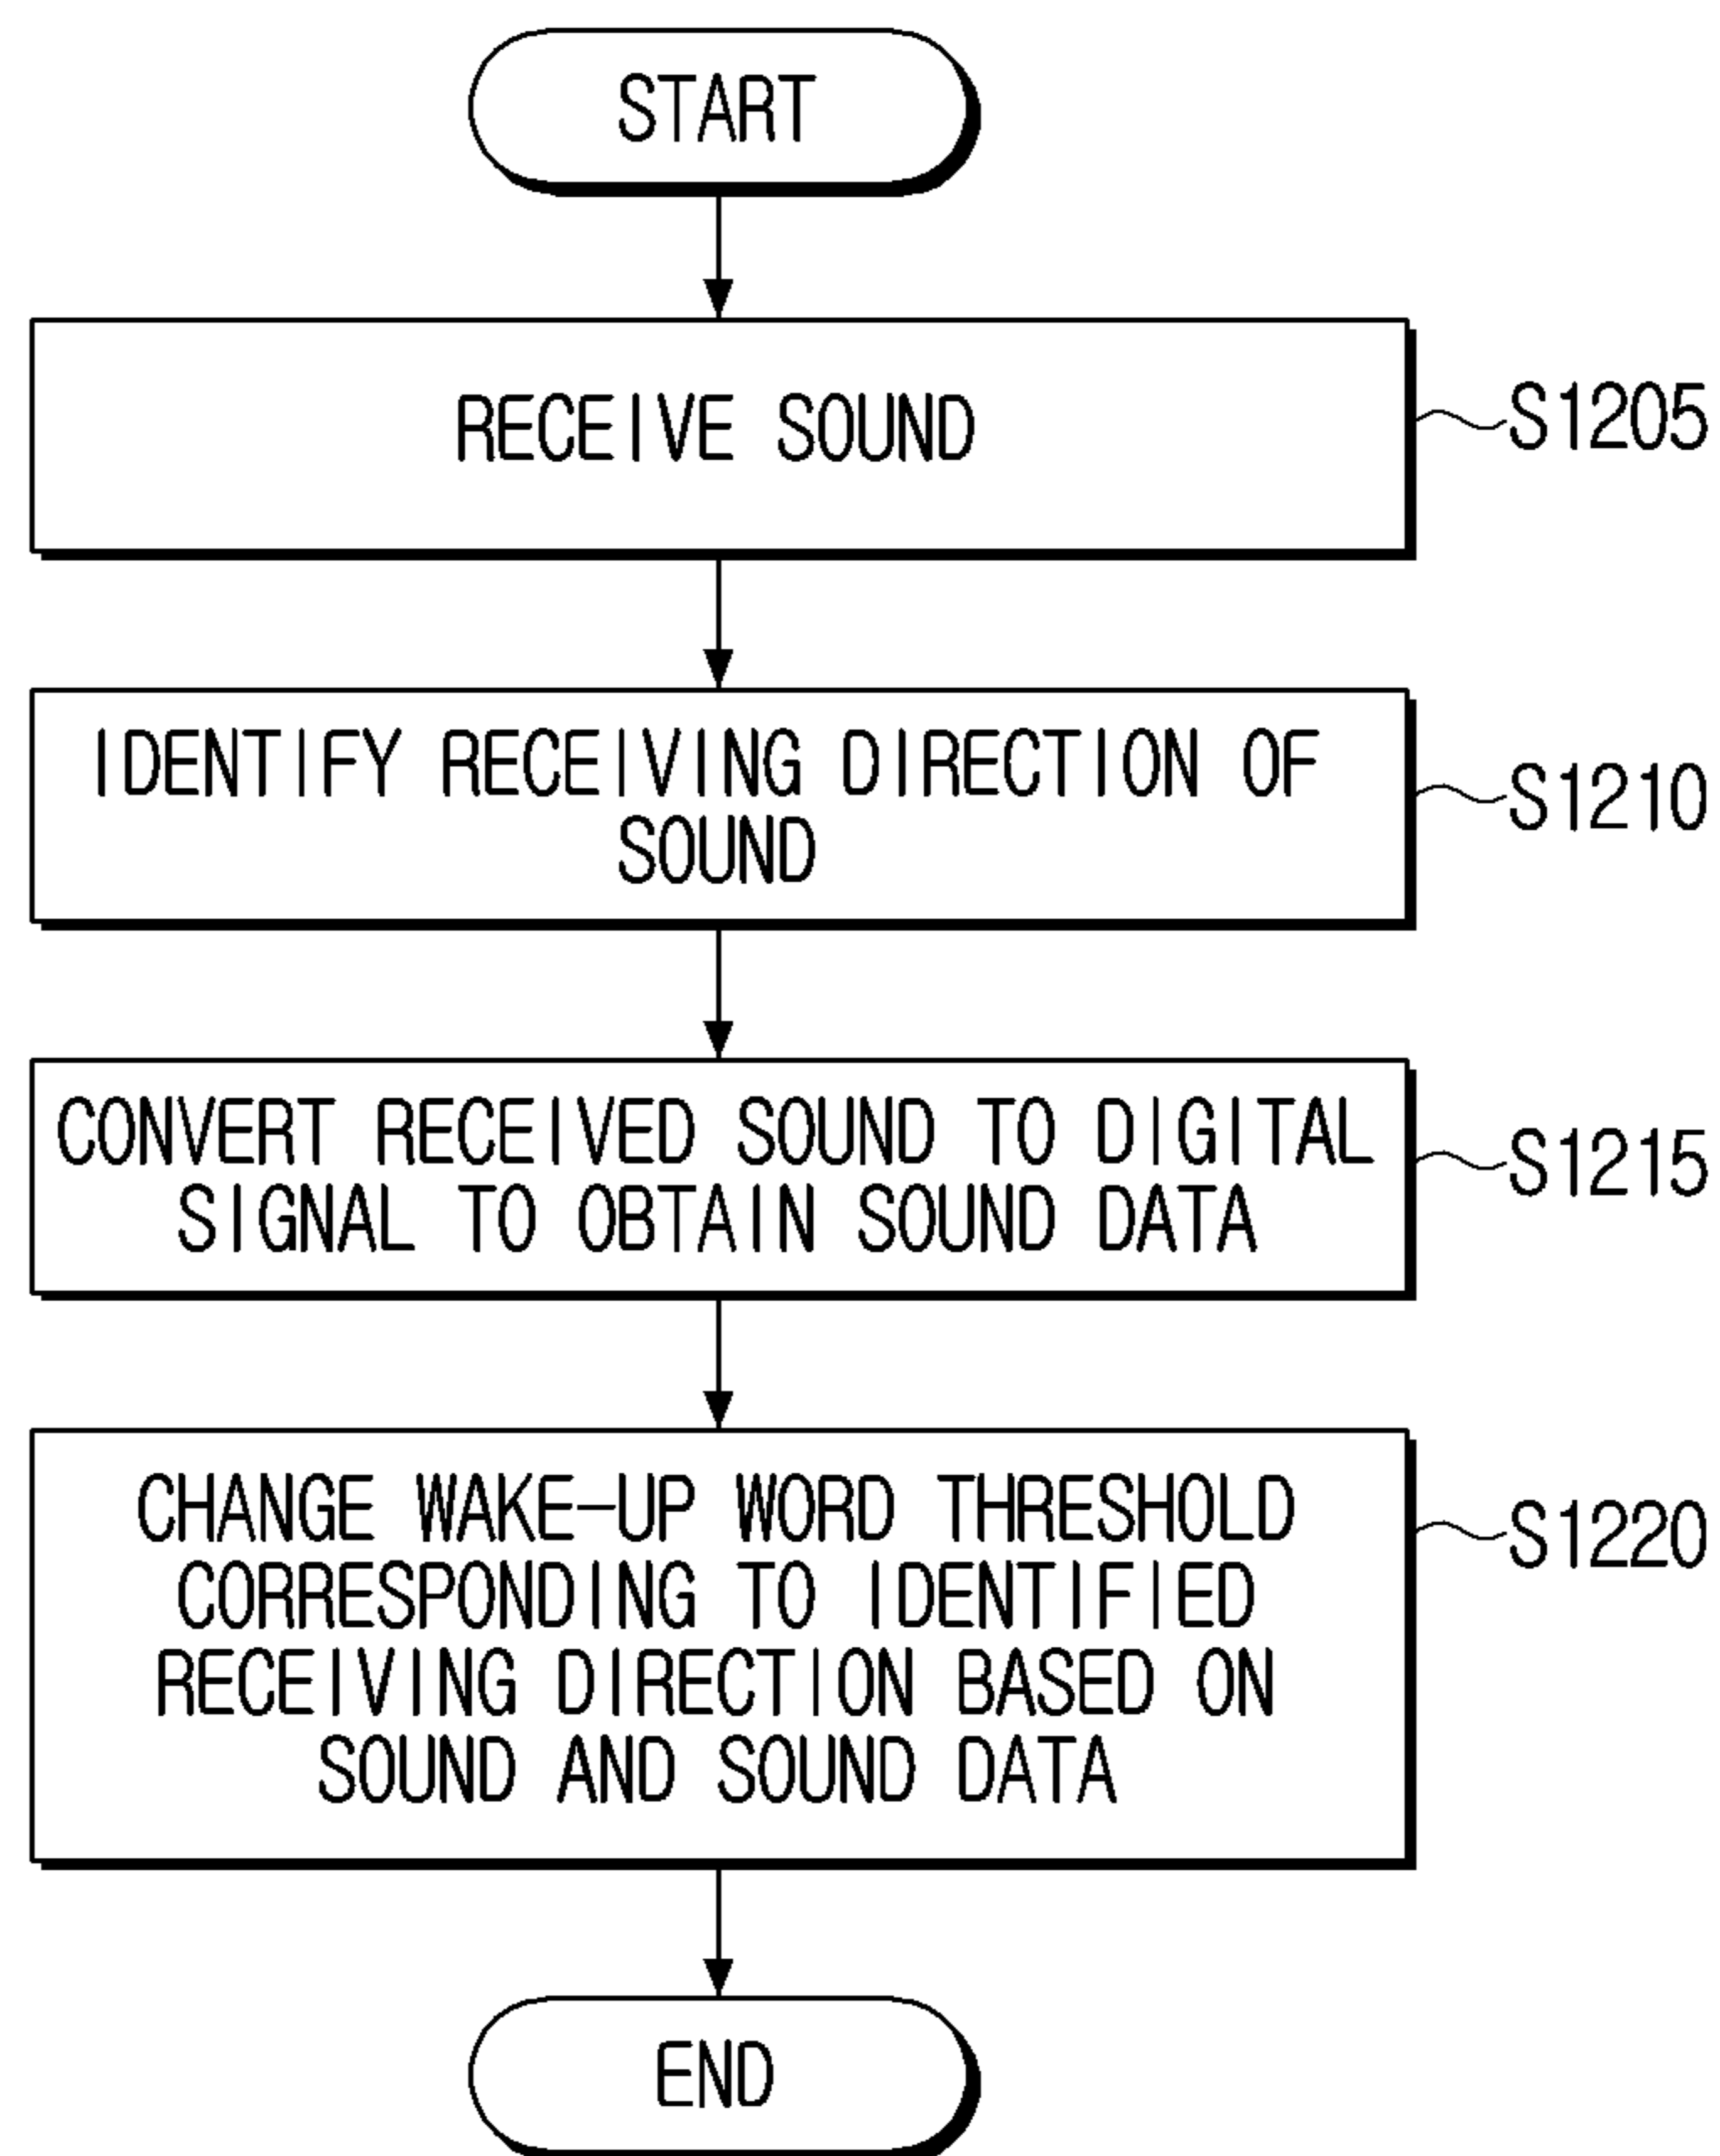 START
RECEIVE SOUND
S1205
IDENTIFY RECEIVING DIRECTION OF
SOUND
S1210
CONVERT RECEIVED SOUND TO DIGITAL
SIGNAL TO OBTAIN SOUND DATA
S1215
CHANGE WAKE-UP WORD THRESHOLD
CORRESPONDING TO IDENTIFIED
RECEIVING DIRECTION BASED ON
SOUND AND SOUND DATA
S1220
END